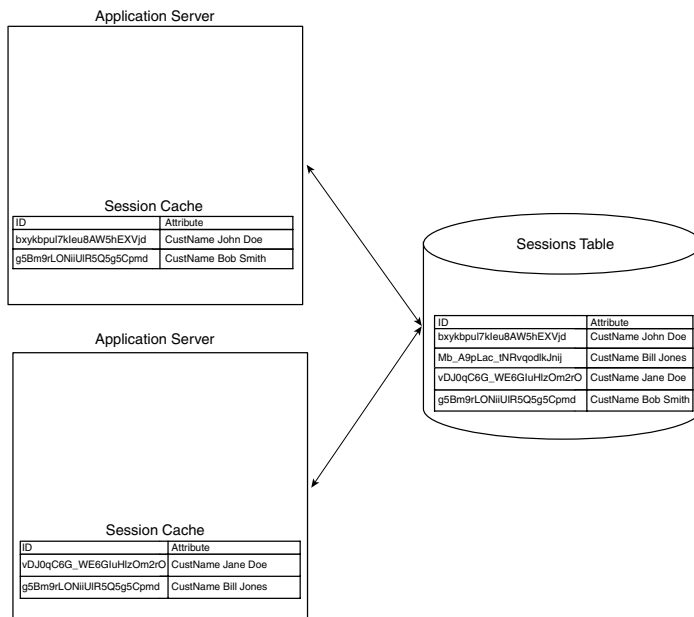 Application Server
Session Cache
ID Attribute
bxykbpul7kIeu8AW5hEXVjd CustName John Doe
g5Bm9rLONiiUlR5Q5g5Cpmd CustName Bob Smith
Application Server
Session Cache
ID Attribute
vDJ0qC6G_WE6GIuHlzOm2rO CustName Jane Doe
g5Bm9rLONiiUlR5Q5g5Cpmd CustName Bill Jones
Sessions Table
ID Attribute
bxykbpul7kIeu8AW5hEXVjd CustName John Doe
Mb_A9pLac_tNRvqodlkJnij CustName Bill Jones
vDJ0qC6G_WE6GIuHlzOm2rO CustName Jane Doe
g5Bm9rLONiiUlR5Q5g5Cpmd CustName Bob Smith